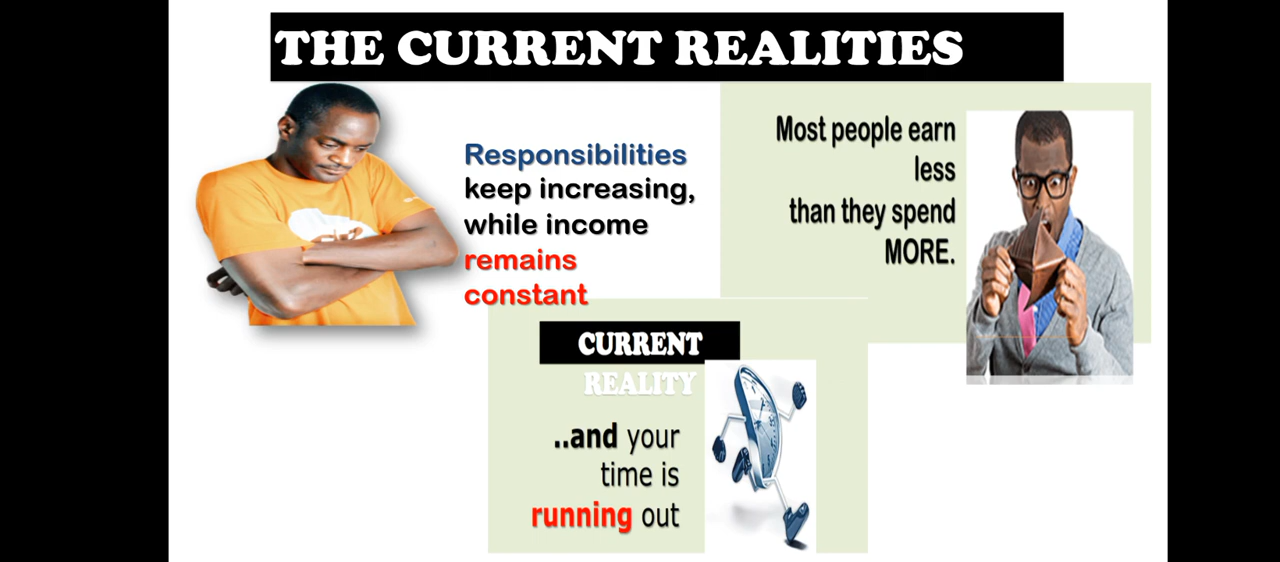 THE CURRENT REALITIES
Responsibilities
keep increasing,
while income
remains
constant
Most people earn
less
than they spend
MORE.
CURRENT
REALITY
..and your
time is
running out